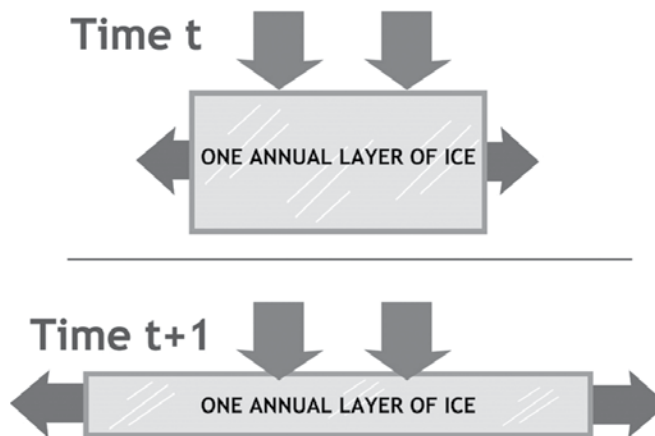 Time t
ONE ANNUAL LAYER OF ICE
Time t+1
ONE ANNUAL LAYER OF ICE